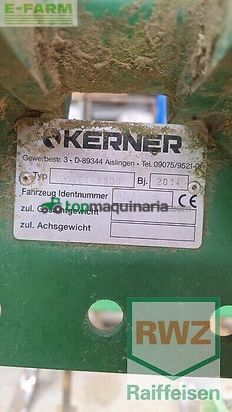 E-FARM
KERNER
Gewerbestr. 3 • D-89344 Aislingen • Tel. 09075/9521-0
Typ Bj. 2014
Fahrzeug Identnummer CE
topmaquinaria.com
zul. Gesamtgewicht
zul. Achsgewicht
RWZ
Raiffeisen